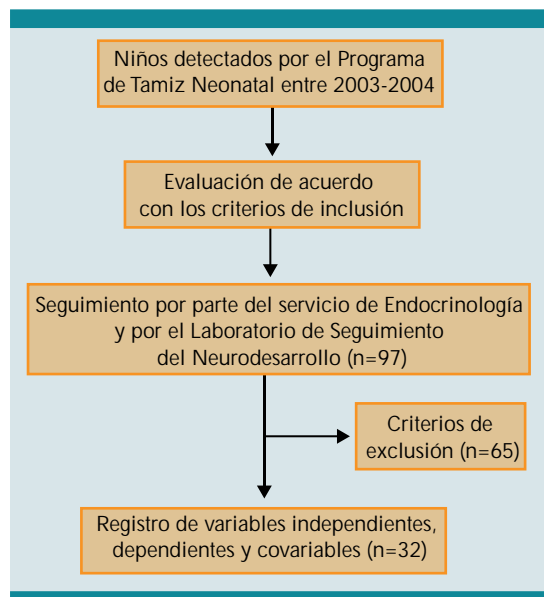 Niños detectados por el Programa
de Tamiz Neonatal entre 2003-2004
Evaluación de acuerdo
con los criterios de inclusión
Seguimiento por parte del servicio de Endocrinología
y por el Laboratorio de Seguimiento
del Neurodesarrollo (n=97)
Criterios de
exclusión (n=65)
Registro de variables independientes,
dependientes y covariables (n=32)